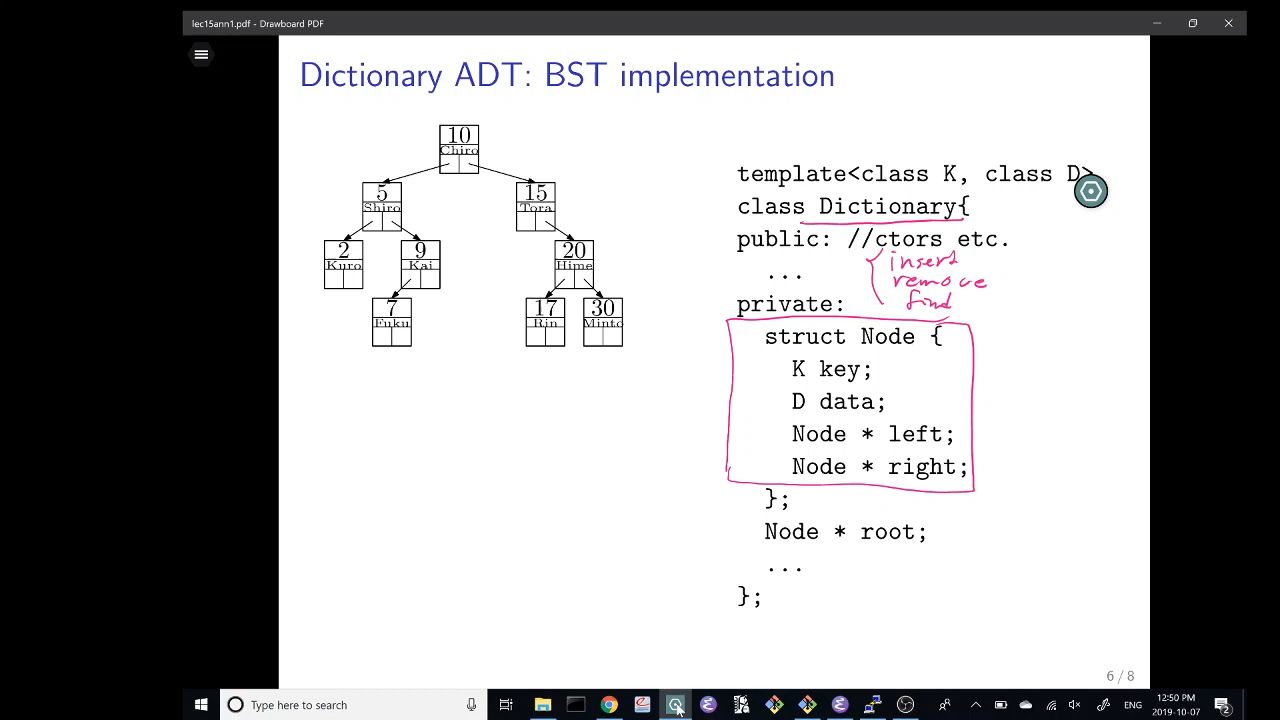 lec15ann1.pdf - Drawboard PDF
Dictionary ADT: BST implementation
10
Chiro
5
Shiro
15
Tora
2
Kuro
9
Kai
20
Hime
7
Fuku
17
Rin
30
Minto
template<class K, class D>
class Dictionary{
public: //ctors etc.
insert
remove
find
...
private:
struct Node {
K key;
D data;
Node * left;
Node * right;
};
Node * root;
...
};
6 / 8
Type here to search
ENG
12:50 PM
2019-10-07
2